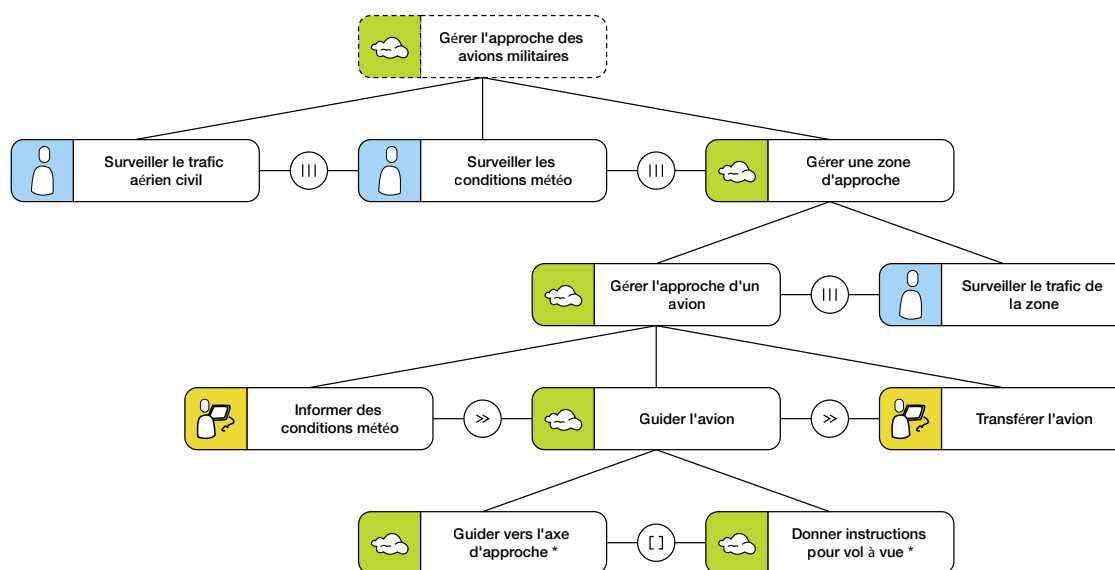 Gérer l'approche des
avions militaires
Surveiller le trafic
aérien civil
|||
Surveiller les
conditions météo
|||
Gérer une zone
d'approche
Gérer l'approche d'un
avion
|||
Surveiller le trafic de
la zone
Informer des
conditions météo
>>
Guider l'avion
>>
Transférer l'avion
Guider vers l'axe
d'approche *
[]
Donner instructions
pour vol à vue *